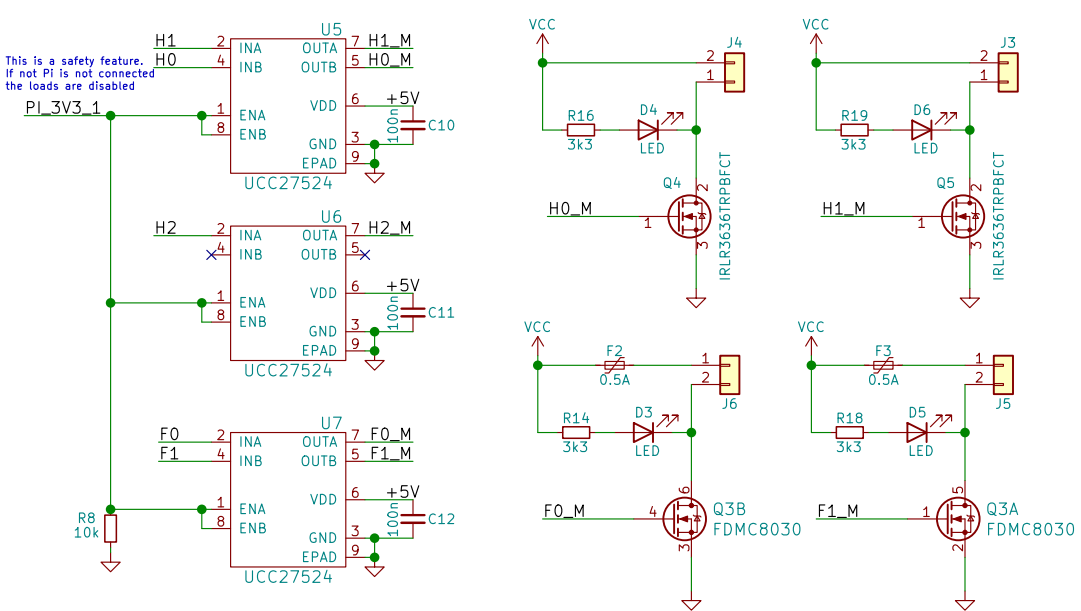 This is a safety feature.
If not Pi is not connected
the loads are disabled
PI_3V3_1
R8
10k
U5
H1 2 INA OUTA 7 H1_M
H0 4 INB OUTB 5 H0_M
VDD 6 +5V
1 ENA
8 ENB
100n C10
GND 3
EPAD 9
UCC27524
U6
H2 2 INA OUTA 7 H2_M
4 INB OUTB 5
VDD 6 +5V
1 ENA
8 ENB
100n C11
GND 3
EPAD 9
UCC27524
U7
F0 2 INA OUTA 7 F0_M
F1 4 INB OUTB 5 F1_M
VDD 6 +5V
1 ENA
8 ENB
100n C12
GND 3
EPAD 9
UCC27524
VCC
J4
2
1
R16
3k3
D4
LED
Q4
2
H0_M
1
3
IRLR3636TRPBFCT
VCC
J3
2
1
R19
3k3
D6
LED
Q5
2
H1_M
1
3
IRLR3636TRPBFCT
VCC
F2
0.5A
1
2
J6
R14
3k3
D3
LED
6
F0_M
4
3
Q3B
FDMC8030
VCC
F3
0.5A
1
2
J5
R18
3k3
D5
LED
5
F1_M
1
2
Q3A
FDMC8030